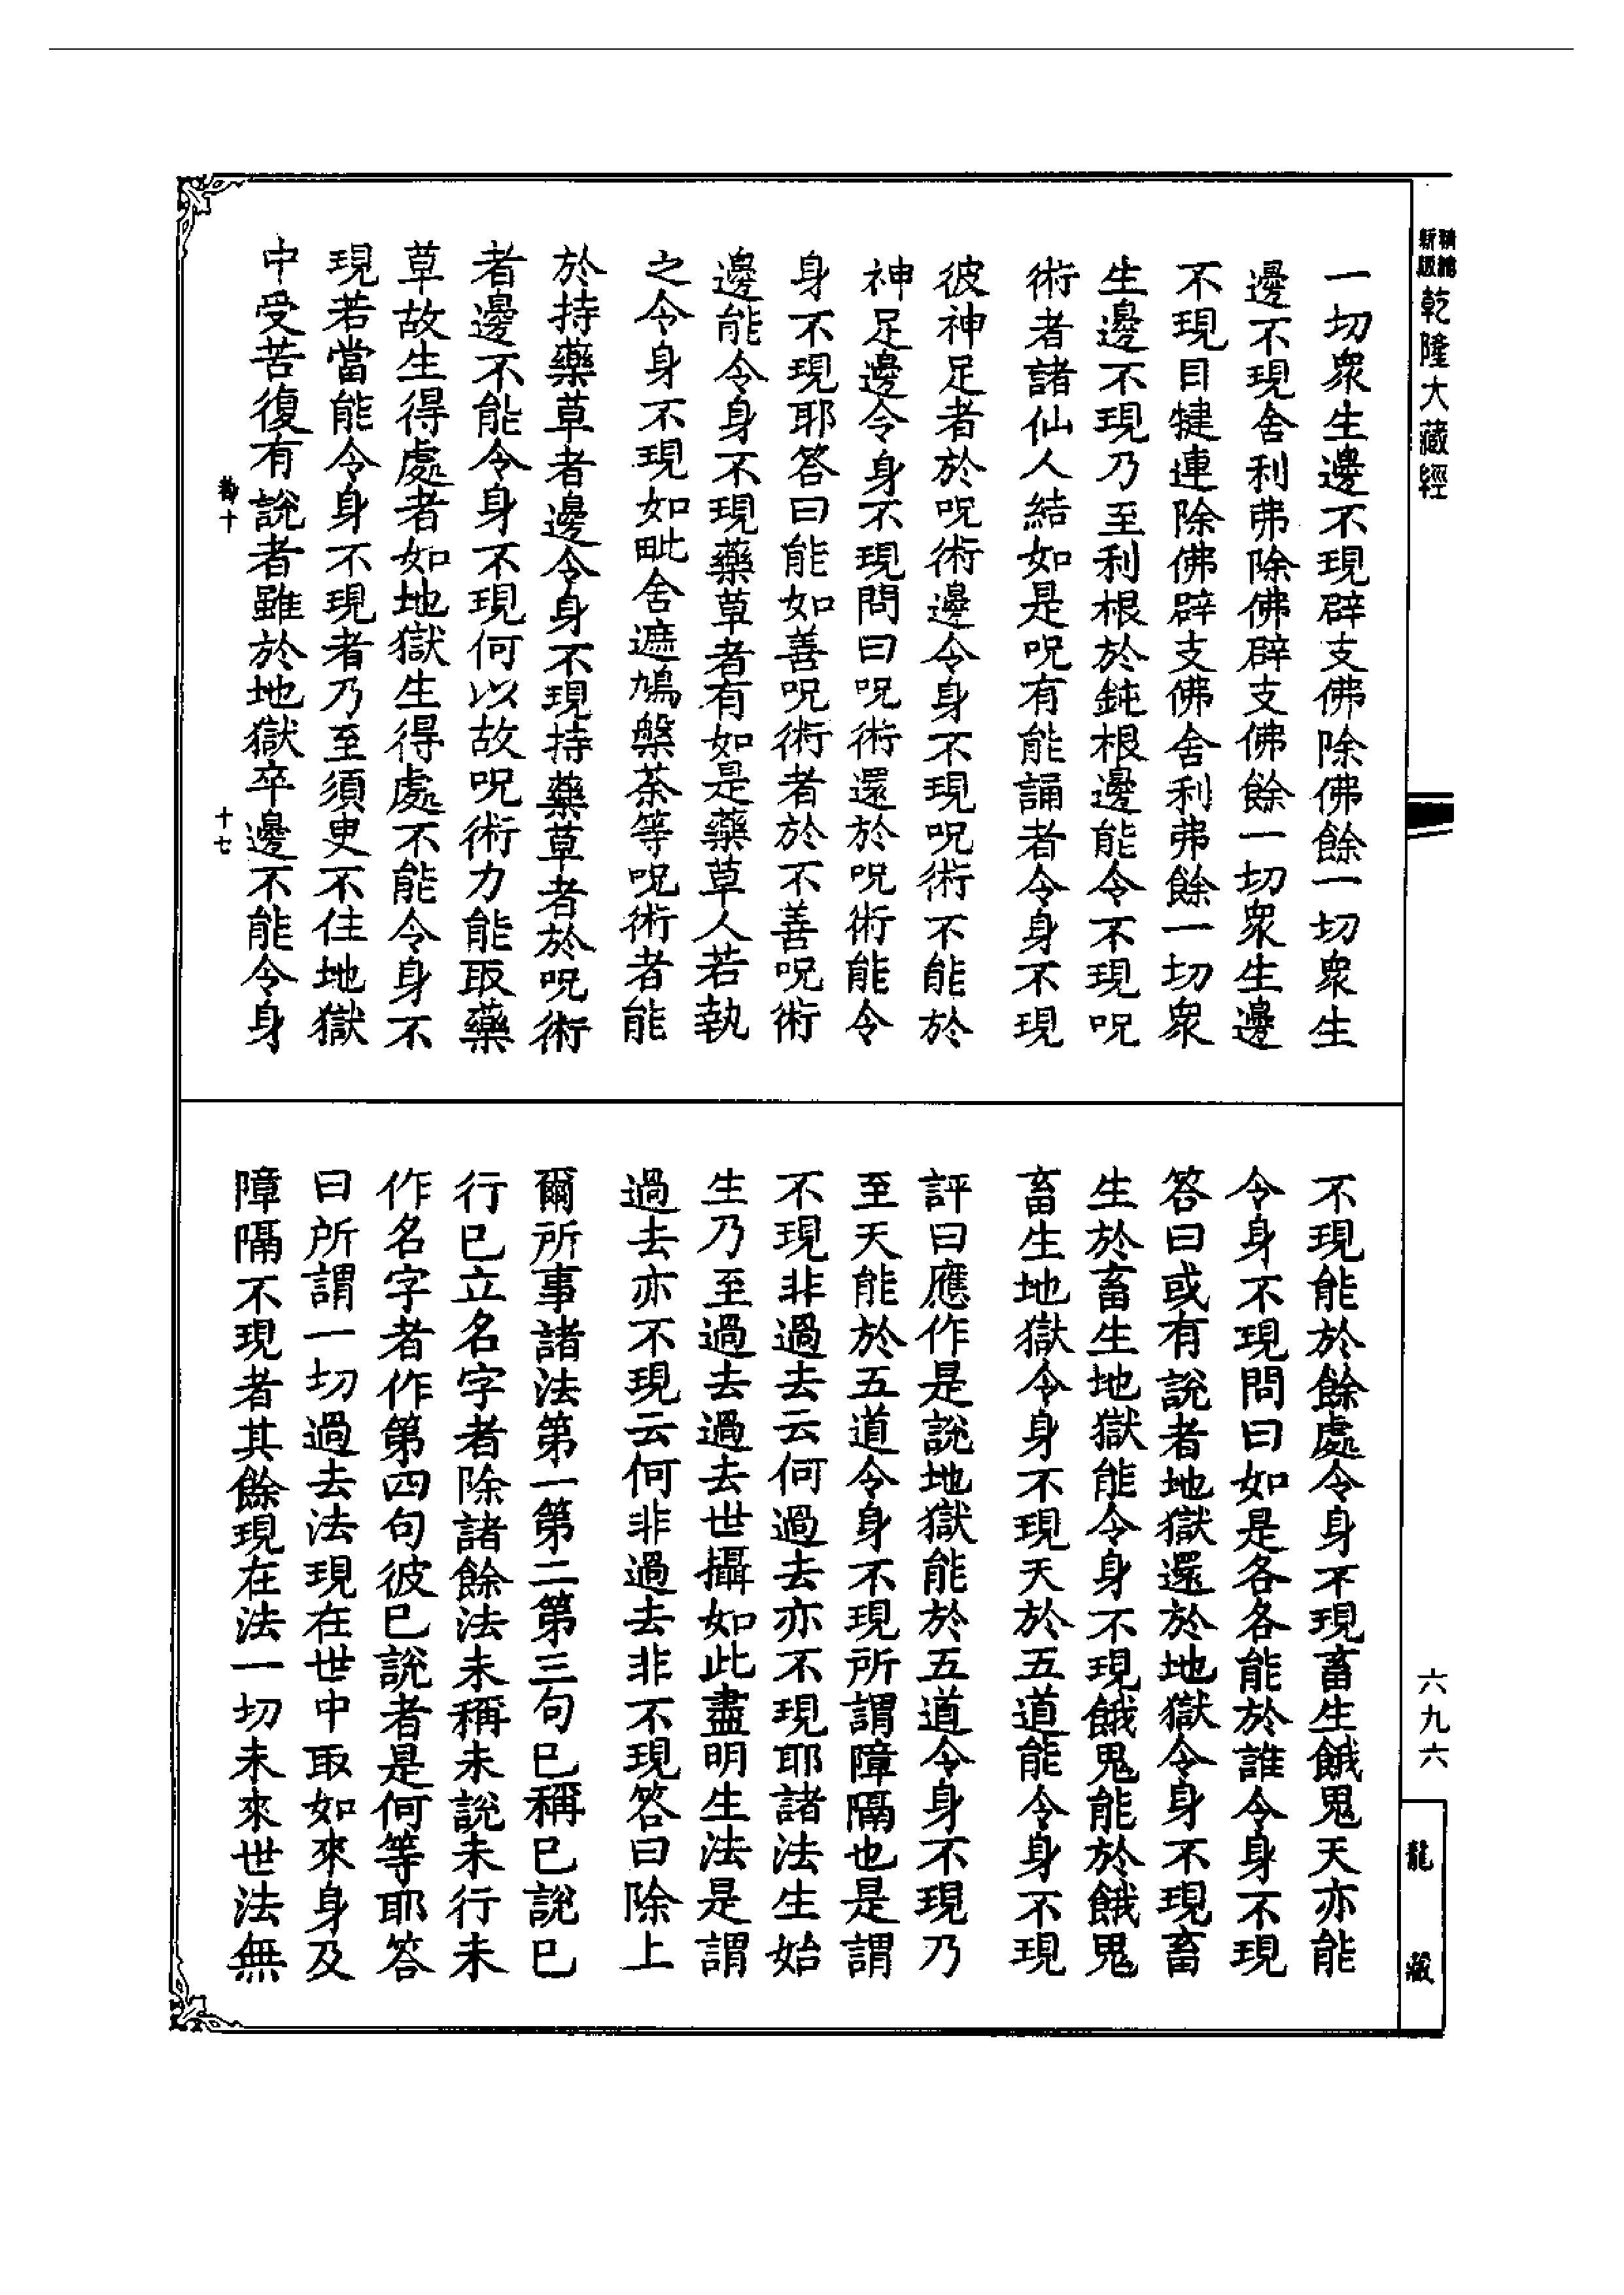 精繡新版乾隆大藏經
一切衆生邊不現辟支佛除佛餘一切衆生
邊不現舍利弗除佛辟支佛餘一切衆生邊
不現目犍連除佛辟支佛舍利弗餘一切衆
生邊不現乃至利根於鈍根邊能令不現呪
術者諸仙人結如是呪有能誦者令身不現
彼神足者於呪術邊令身不現呪術不能於
神足邊令身不現問曰呪術還於呪術能令
身不現耶答曰能如善呪術者於不善呪術
邊能令身不現藥草者有如是藥草人若執
之令身不現如毗舍遮鳩槃荼等呪術者能
於持藥草者邊令身不現持藥草者於呪術
者邊不能令身不現何以故呪術力能取藥
草故生得處者如地獄生得處不能令身不
現若當能令身不現者乃至須臾不住地獄
中受苦復有說者雖於地獄卒邊不能令身
勸十
十七
不現能於餘處令身不現畜生餓鬼天亦能
令身不現問曰如是各各能於誰令身不現
答曰或有說者地獄還於地獄令身不現畜
生於畜生地獄能令身不現餓鬼能於餓鬼
畜生地獄令身不現天於五道能令身不現
評曰應作是說地獄能於五道令身不現乃
至天能於五道令身不現所謂障隔也是謂
不現非過去云何過去亦不現耶諸法生始
生乃至過去過去世攝如此盡明生法是謂
過去亦不現云何非過去非不現答曰除上
爾所事諸法第一第二第三句已稱已說已
行已立名字者除諸餘法未稱未說未行未
作名字者作第四句彼已說者是何等耶答
曰所謂一切過去法現在世中取如來身及
障隔不現者其餘現在法一切未來世法無
六九六
龍藏